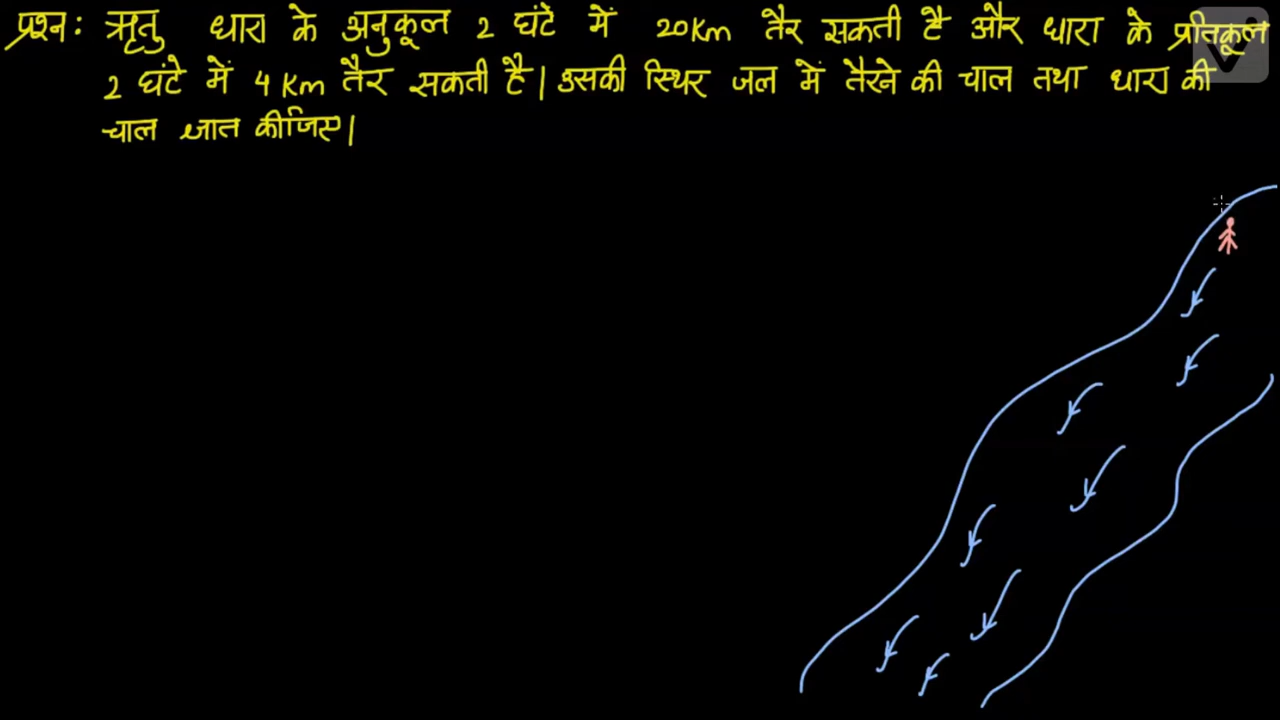 प्रश्न: ऋतु धारा के अनुकूल 2 घंटे में 20Km तैर सकती है और धारा के प्रतिकूल
2 घंटे में 4 Km तैर सकती है। उसकी स्थिर जल में तैरने की चाल तथा धारा की
चाल ज्ञात कीजिए।